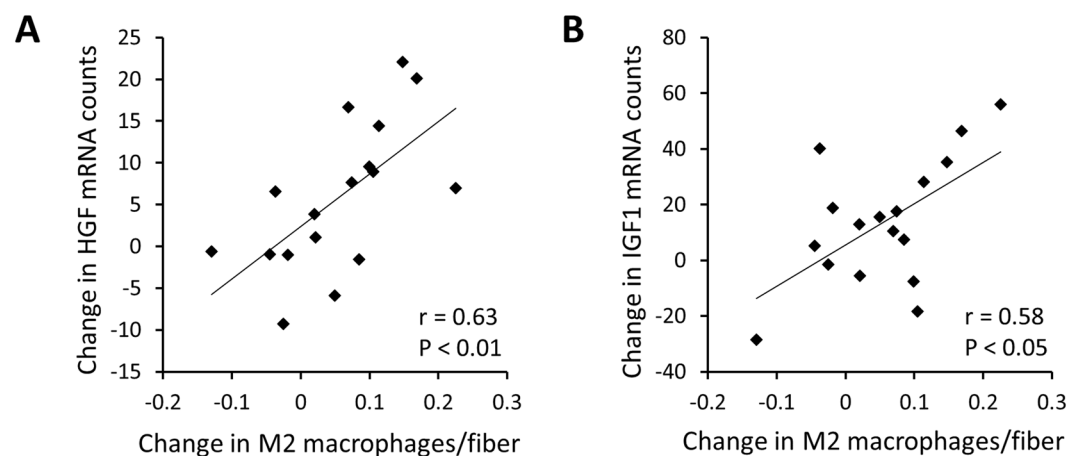 A
Change in HGF mRNA counts
25
20
15
10
5
0
-5
-10
-15
-0.2
-0.1
0
0.1
0.2
0.3
r = 0.63
P < 0.01
Change in M2 macrophages/fiber
B
Change in IGF1 mRNA counts
80
60
40
20
0
-20
-40
-0.2
-0.1
0
0.1
0.2
0.3
r = 0.58
P < 0.05
Change in M2 macrophages/fiber